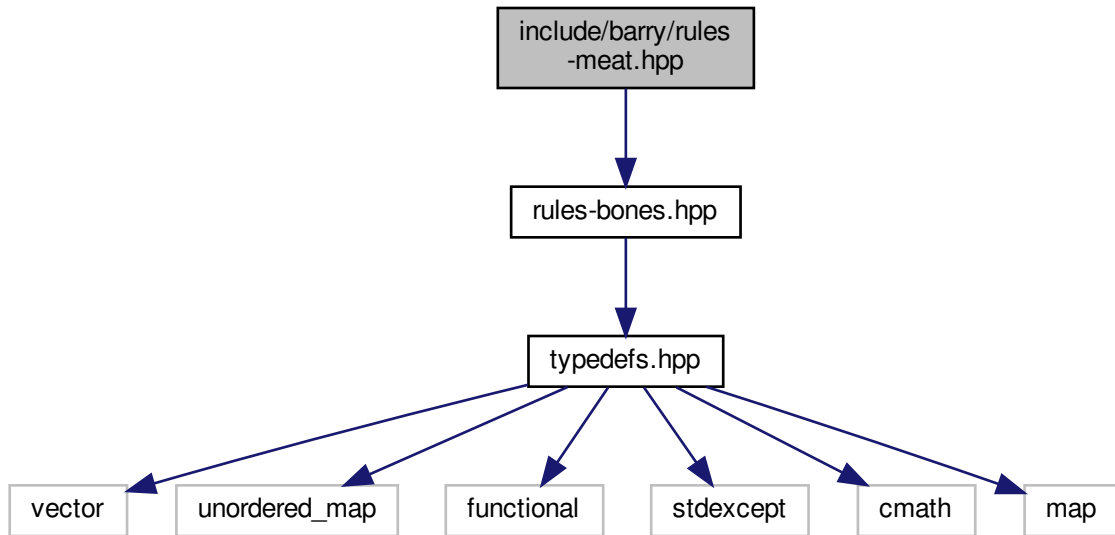 include/barry/rules
-meat.hpp
rules-bones.hpp
typedefs.hpp
vector
unordered_map
functional
stdexcept
cmath
map